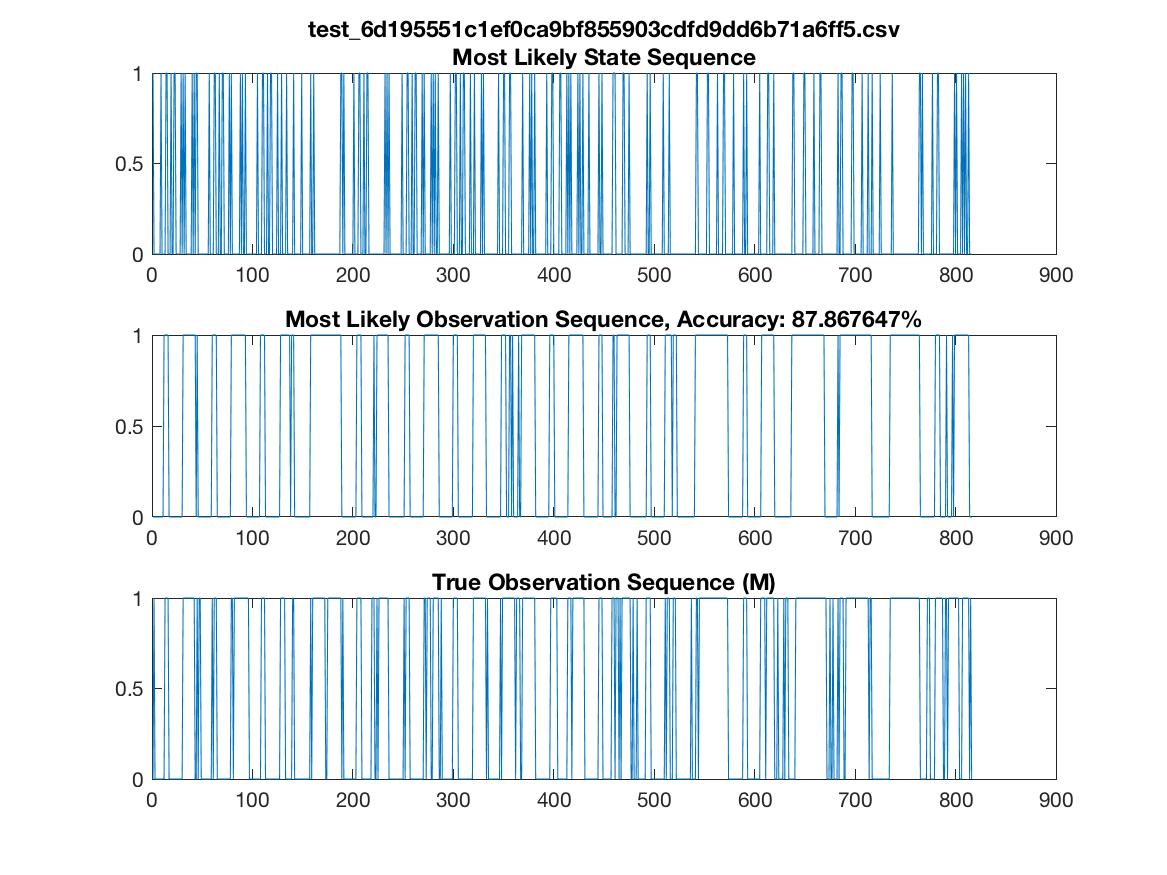 test_6d195551c1ef0ca9bf855903cdfd9dd6b71a6ff5.csv
Most Likely State Sequence
1
0.5
0
0 100 200 300 400 500 600 700 800 900
Most Likely Observation Sequence, Accuracy: 87.867647%
1
0.5
0
0 100 200 300 400 500 600 700 800 900
True Observation Sequence (M)
1
0.5
0
0 100 200 300 400 500 600 700 800 900